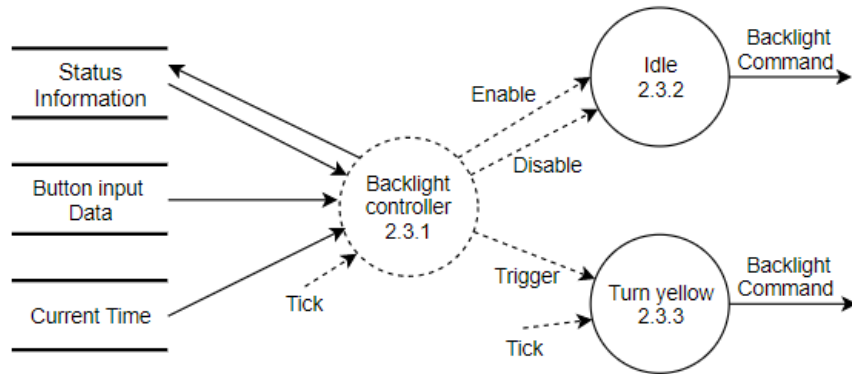 Status
Information
Button input
Data
Current Time
Tick
Backlight
controller
2.3.1
Enable
Disable
Trigger
Tick
Idle
2.3.2
Backlight
Command
Turn yellow
2.3.3
Backlight
Command